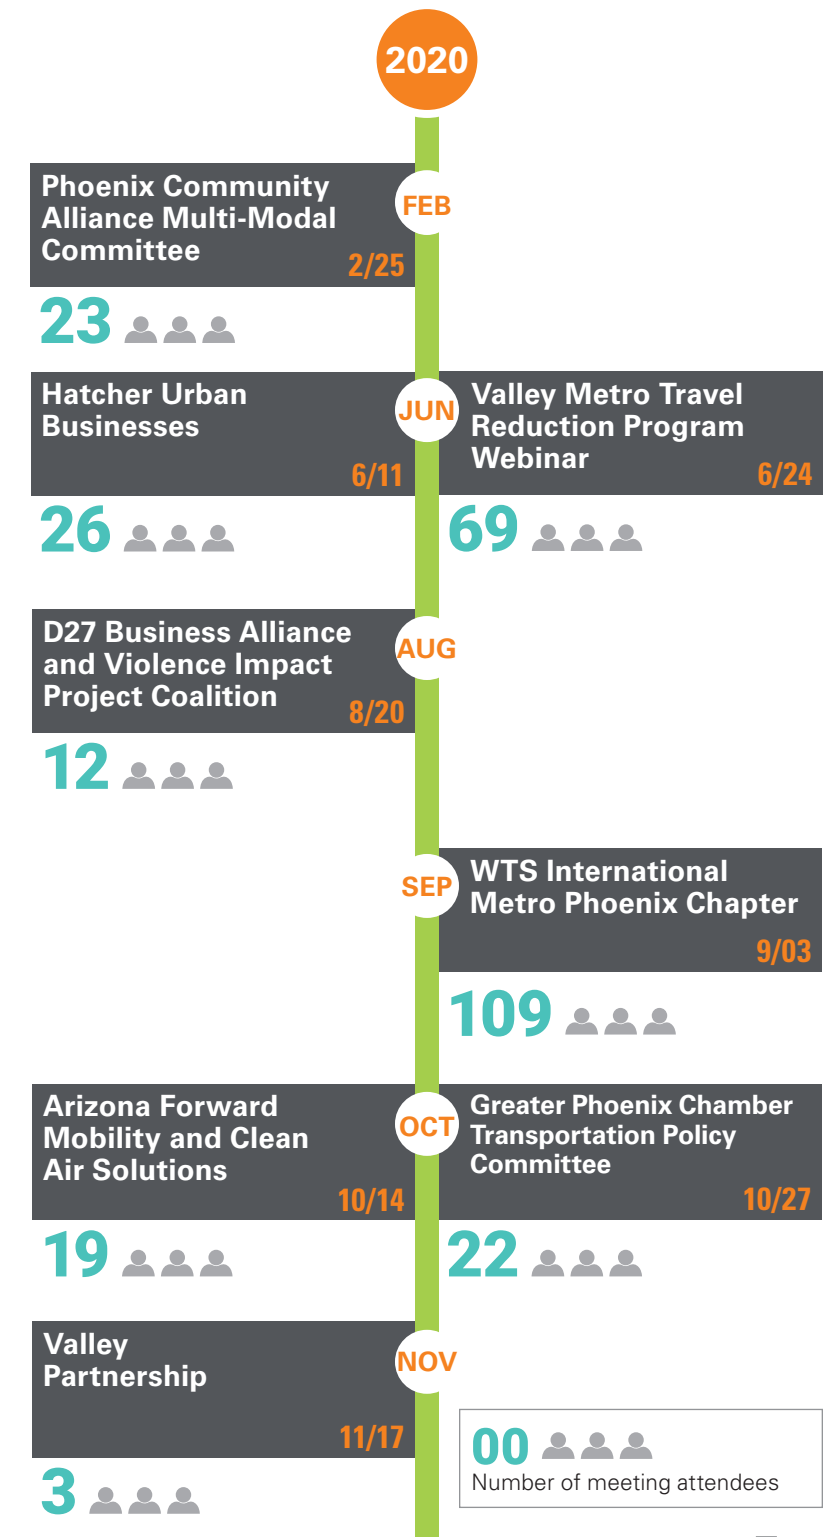 2020
FEB
Phoenix Community
Alliance Multi-Modal
Committee
2/25
23
JUN
Hatcher Urban
Businesses
6/11
26
Valley Metro Travel
Reduction Program
Webinar
6/24
69
AUG
D27 Business Alliance
and Violence Impact
Project Coalition
8/20
12
SEP
WTS International
Metro Phoenix Chapter
9/03
109
OCT
Arizona Forward
Mobility and Clean
Air Solutions
10/14
19
Greater Phoenix Chamber
Transportation Policy
Committee
10/27
22
NOV
Valley
Partnership
11/17
3
00
Number of meeting attendees